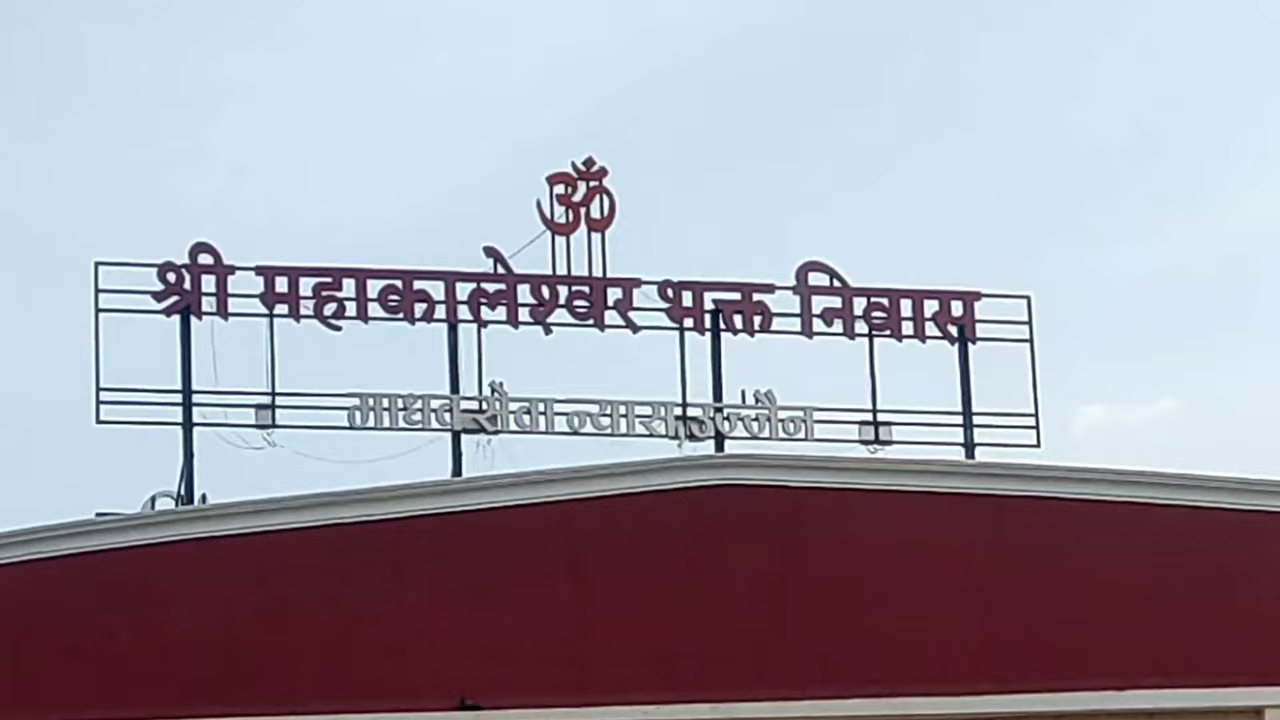 ॐ
श्री महाकालेश्वर भक्त निवास
माधव सेवा न्यास, उज्जैन